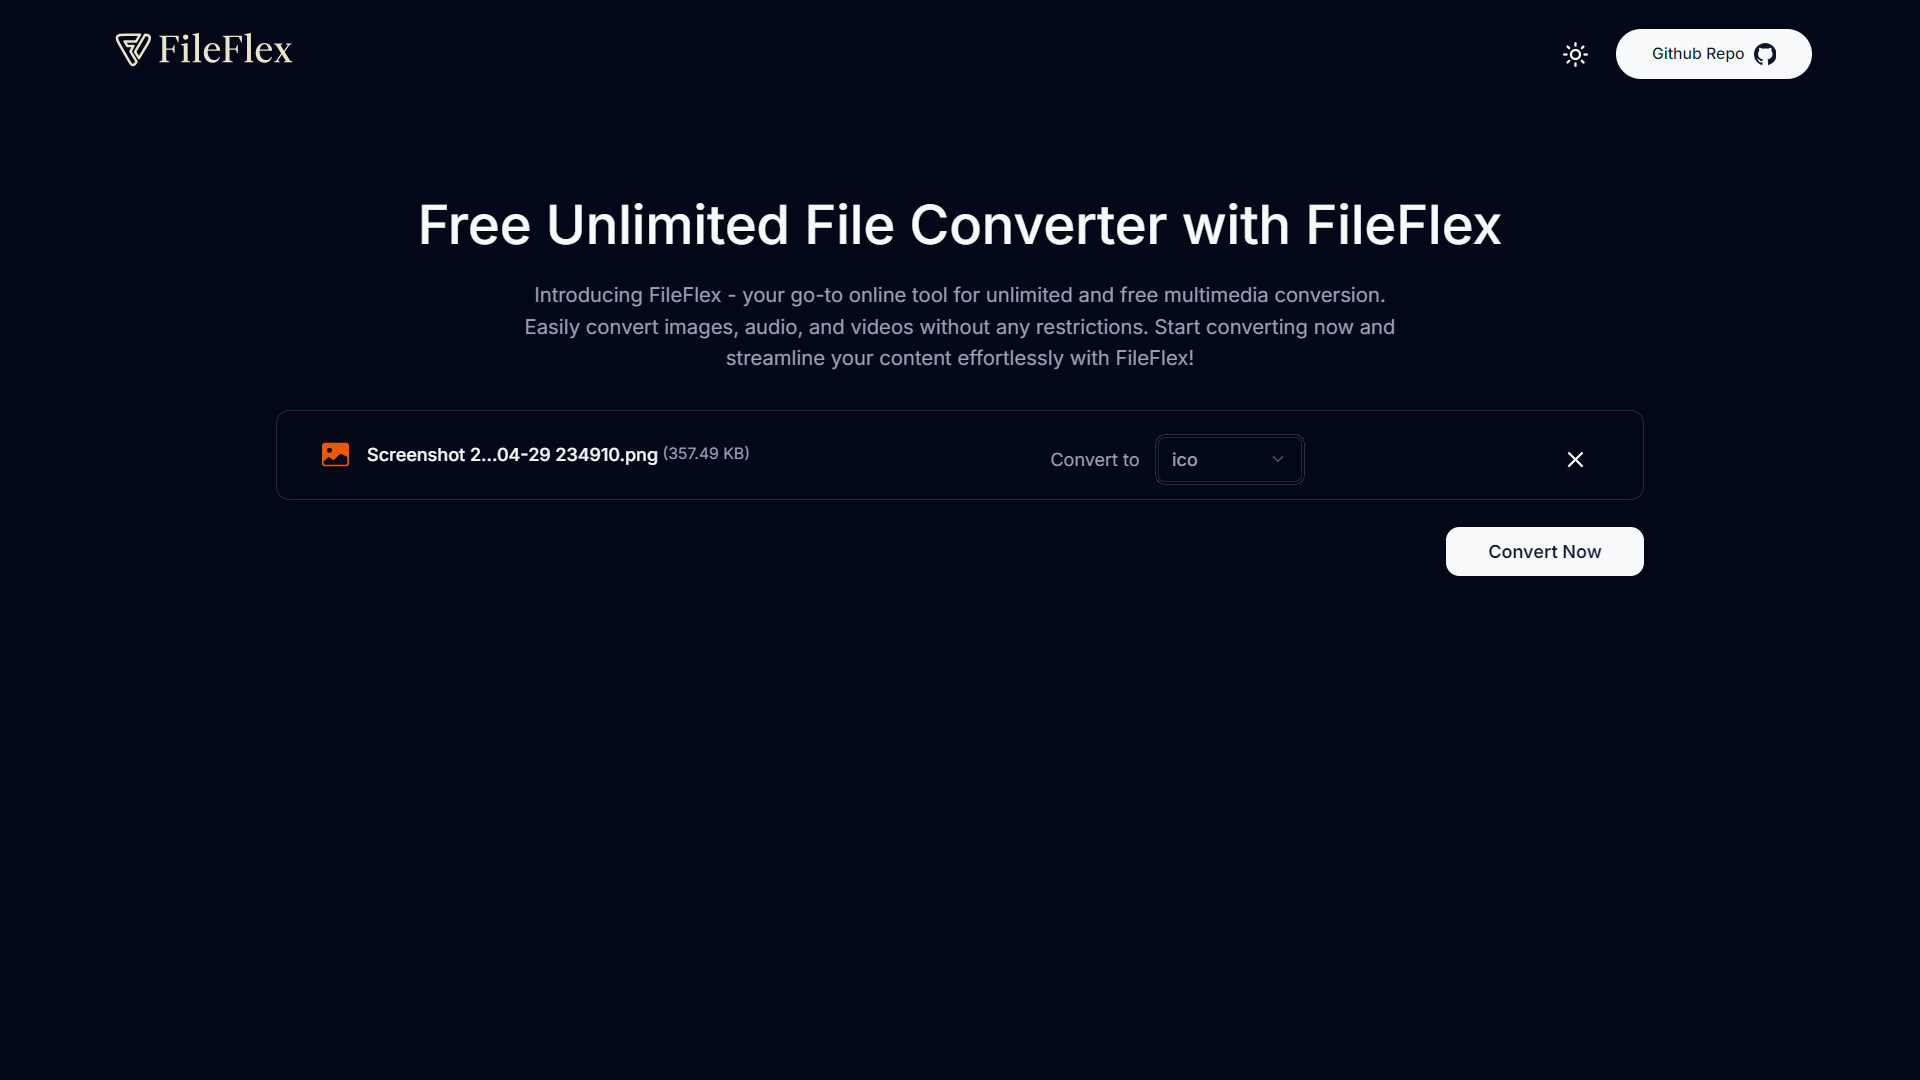 FileFlex
Github Repo
Free Unlimited File Converter with FileFlex
Introducing FileFlex - your go-to online tool for unlimited and free multimedia conversion.
Easily convert images, audio, and videos without any restrictions. Start converting now and
streamline your content effortlessly with FileFlex!
Screenshot 2...04-29 234910.png (357.49 KB)
Convert to
ico
Convert Now